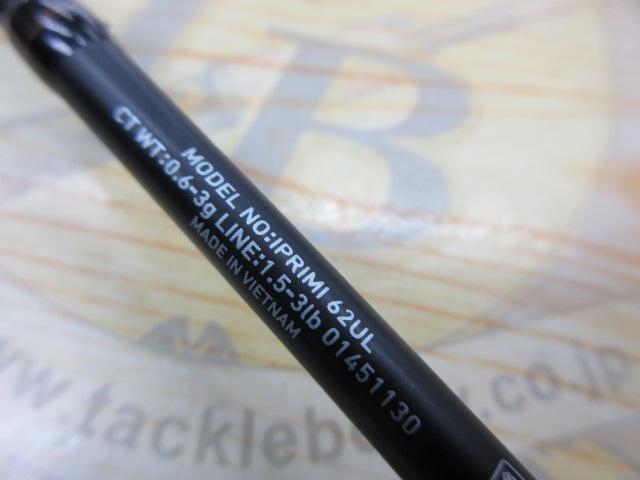 MODEL NO:IPRIMI 62UL
CT WT:0.6-3g LINE:1.5-3lb 01451130
MADE IN VIETNAM
www.tackleberry.co.jp